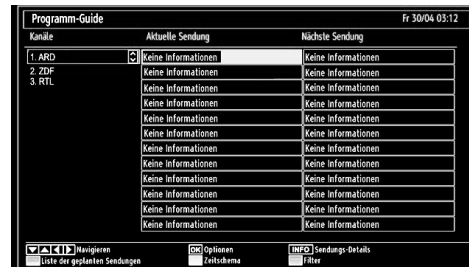 Programm-Guide Fr 30/04 03:12
Kanäle Aktuelle Sendung Nächste Sendung
1. ARD Keine Informationen Keine Informationen
2. ZDF Keine Informationen Keine Informationen
3. RTL Keine Informationen Keine Informationen
Keine Informationen Keine Informationen
Keine Informationen Keine Informationen
Keine Informationen Keine Informationen
Keine Informationen Keine Informationen
Keine Informationen Keine Informationen
Keine Informationen Keine Informationen
Keine Informationen Keine Informationen
Keine Informationen Keine Informationen
Keine Informationen Keine Informationen
Navigieren OK Optionen INFO Sendungs-Details
Liste der geplanten Sendungen Zeitschema Filter